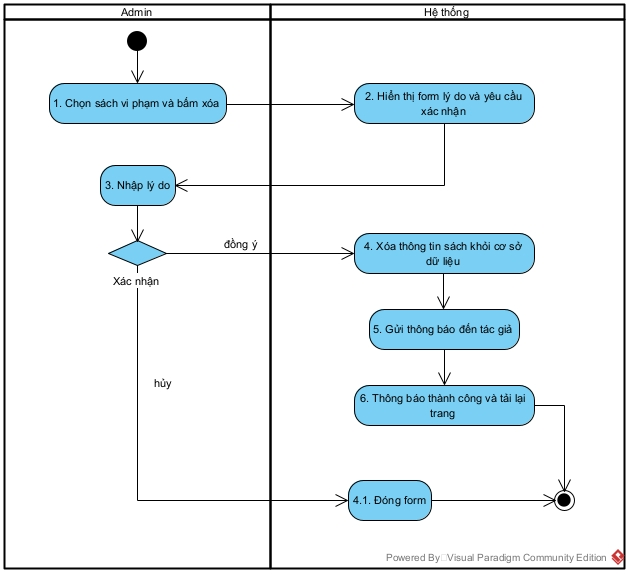 Admin
Hệ thống
1. Chọn sách vi phạm và bấm xóa
2. Hiển thị form lý do và yêu cầu
xác nhận
3. Nhập lý do
đồng ý
4. Xóa thông tin sách khỏi cơ sở
dữ liệu
Xác nhận
5. Gửi thông báo đến tác giả
hủy
6. Thông báo thành công và tải lại
trang
4.1. Đóng form
Powered By Visual Paradigm Community Edition